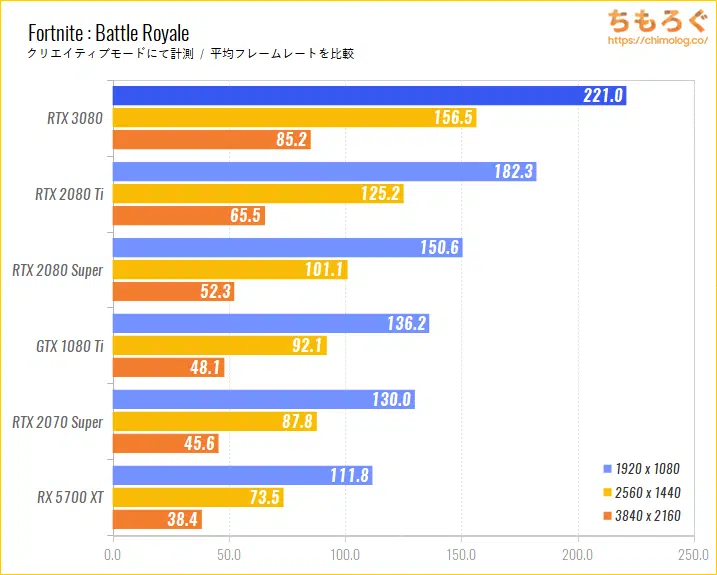 ちもろぐ
https://chimolog.co/
Fortnite : Battle Royale
クリエイティブモードにて計測 / 平均フレームレートを比較
RTX 3080
221.0
156.5
85.2
RTX 2080 Ti
182.3
125.2
65.5
RTX 2080 Super
150.6
101.1
52.3
GTX 1080 Ti
136.2
92.1
48.1
RTX 2070 Super
130.0
87.8
45.6
RX 5700 XT
111.8
73.5
38.4
1920 x 1080
2560 x 1440
3840 x 2160
0.0 50.0 100.0 150.0 200.0 250.0